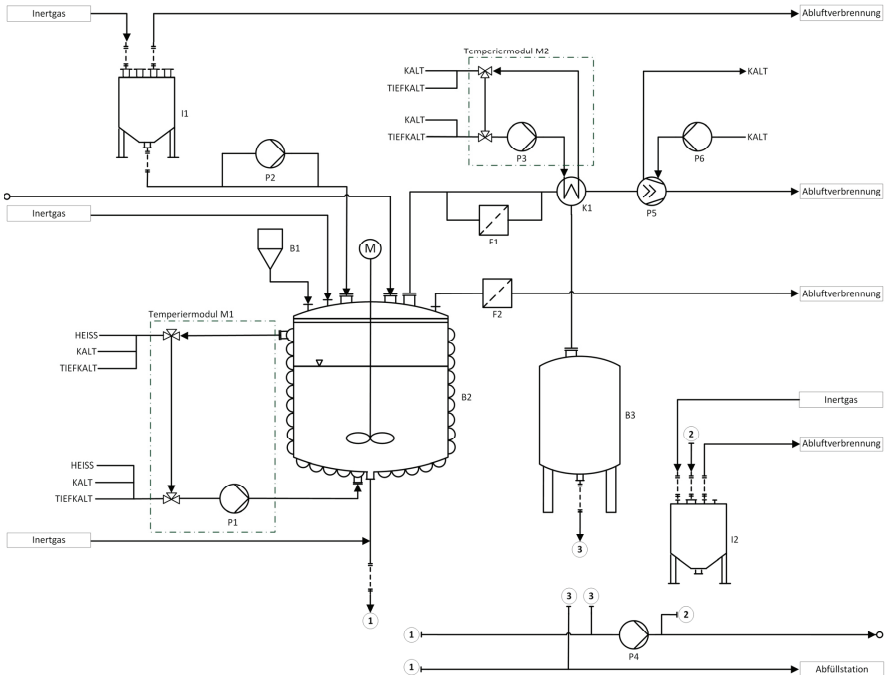 Inertgas
Abluftverbrennung
Temperiermodul M2
KALT
KALT
TIEFKALT
I1
KALT
TIEFKALT
P3
P6
KALT
P2
K1
P5
Abluftverbrennung
Inertgas
B1
M
F1
F2
Abluftverbrennung
Temperiermodul M1
HEISS
KALT
TIEFKALT
B2
B3
Inertgas
2
Abluftverbrennung
HEISS
KALT
TIEFKALT
P1
I2
Inertgas
3
1
3
3
2
1
P4
1
Abfüllstation